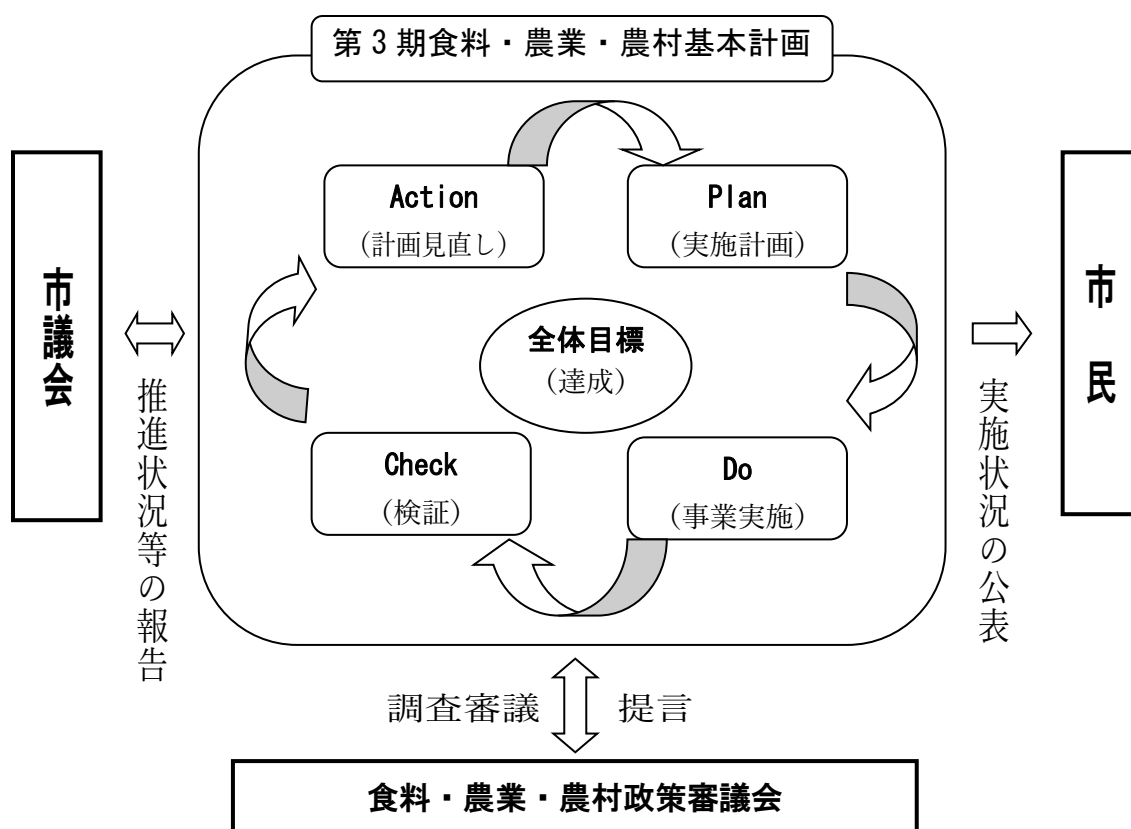 第3期食料・農業・農村基本計画
Action
(計画見直し)
Plan
(実施計画)
全体目標
(達成)
Check
(検証)
Do
(事業実施)
市議会
推進状況等の報告
市民
実施状況の公表
調査審議
提言
食料・農業・農村政策審議会